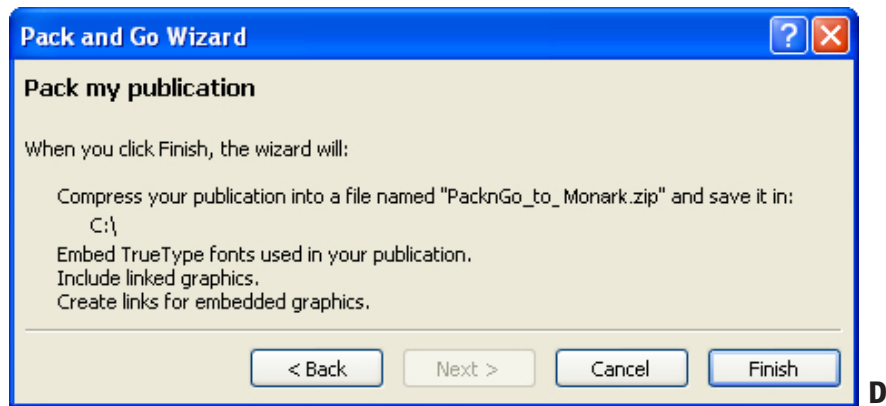 Pack and Go Wizard
?
Pack my publication
When you click Finish, the wizard will:
Compress your publication into a file named "PacknGo_to_ Monark.zip" and save it in:
C:\
Embed TrueType fonts used in your publication.
Include linked graphics.
Create links for embedded graphics.
< Back Next > Cancel Finish
D